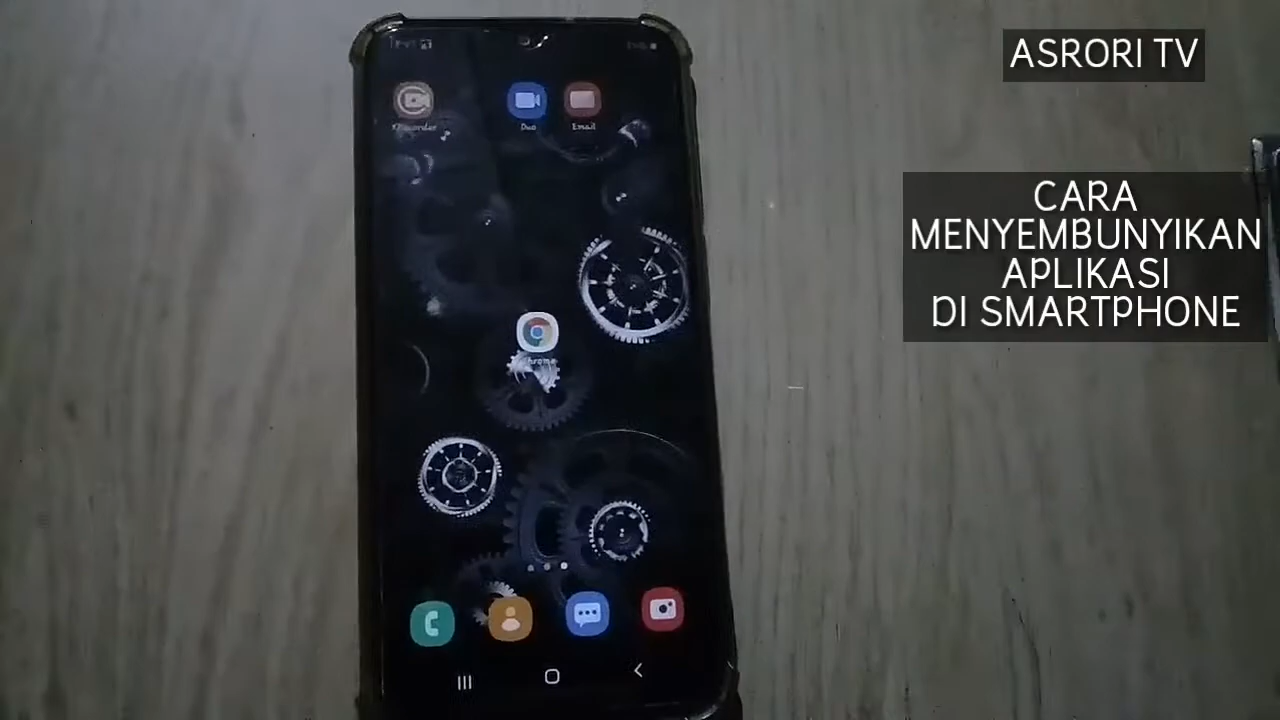 ASRORI TV
CARA
MENYEMBUNYIKAN
APLIKASI
DI SMARTPHONE
Duo
Email